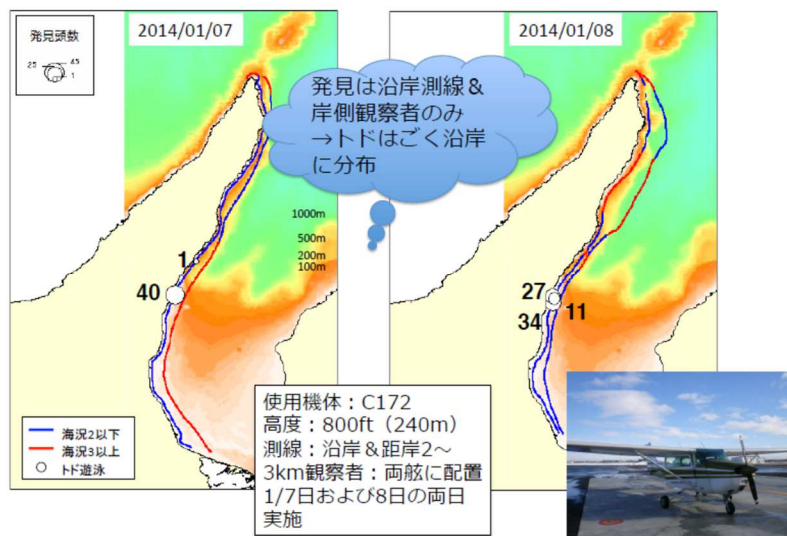 発見頭数
25
45
1
2014/01/07
2014/01/08
発見は沿岸測線&
岸側観察者のみ
→トドはごく沿岸
に分布
1000m
500m
200m
100m
1
40
27
11
34
海況2以下
海況3以上
トド遊泳
使用機体：C172
高度：800ft（240m）
測線：沿岸&距岸2～
3km観察者：両舷に配置
1/7日および8日の両日
実施